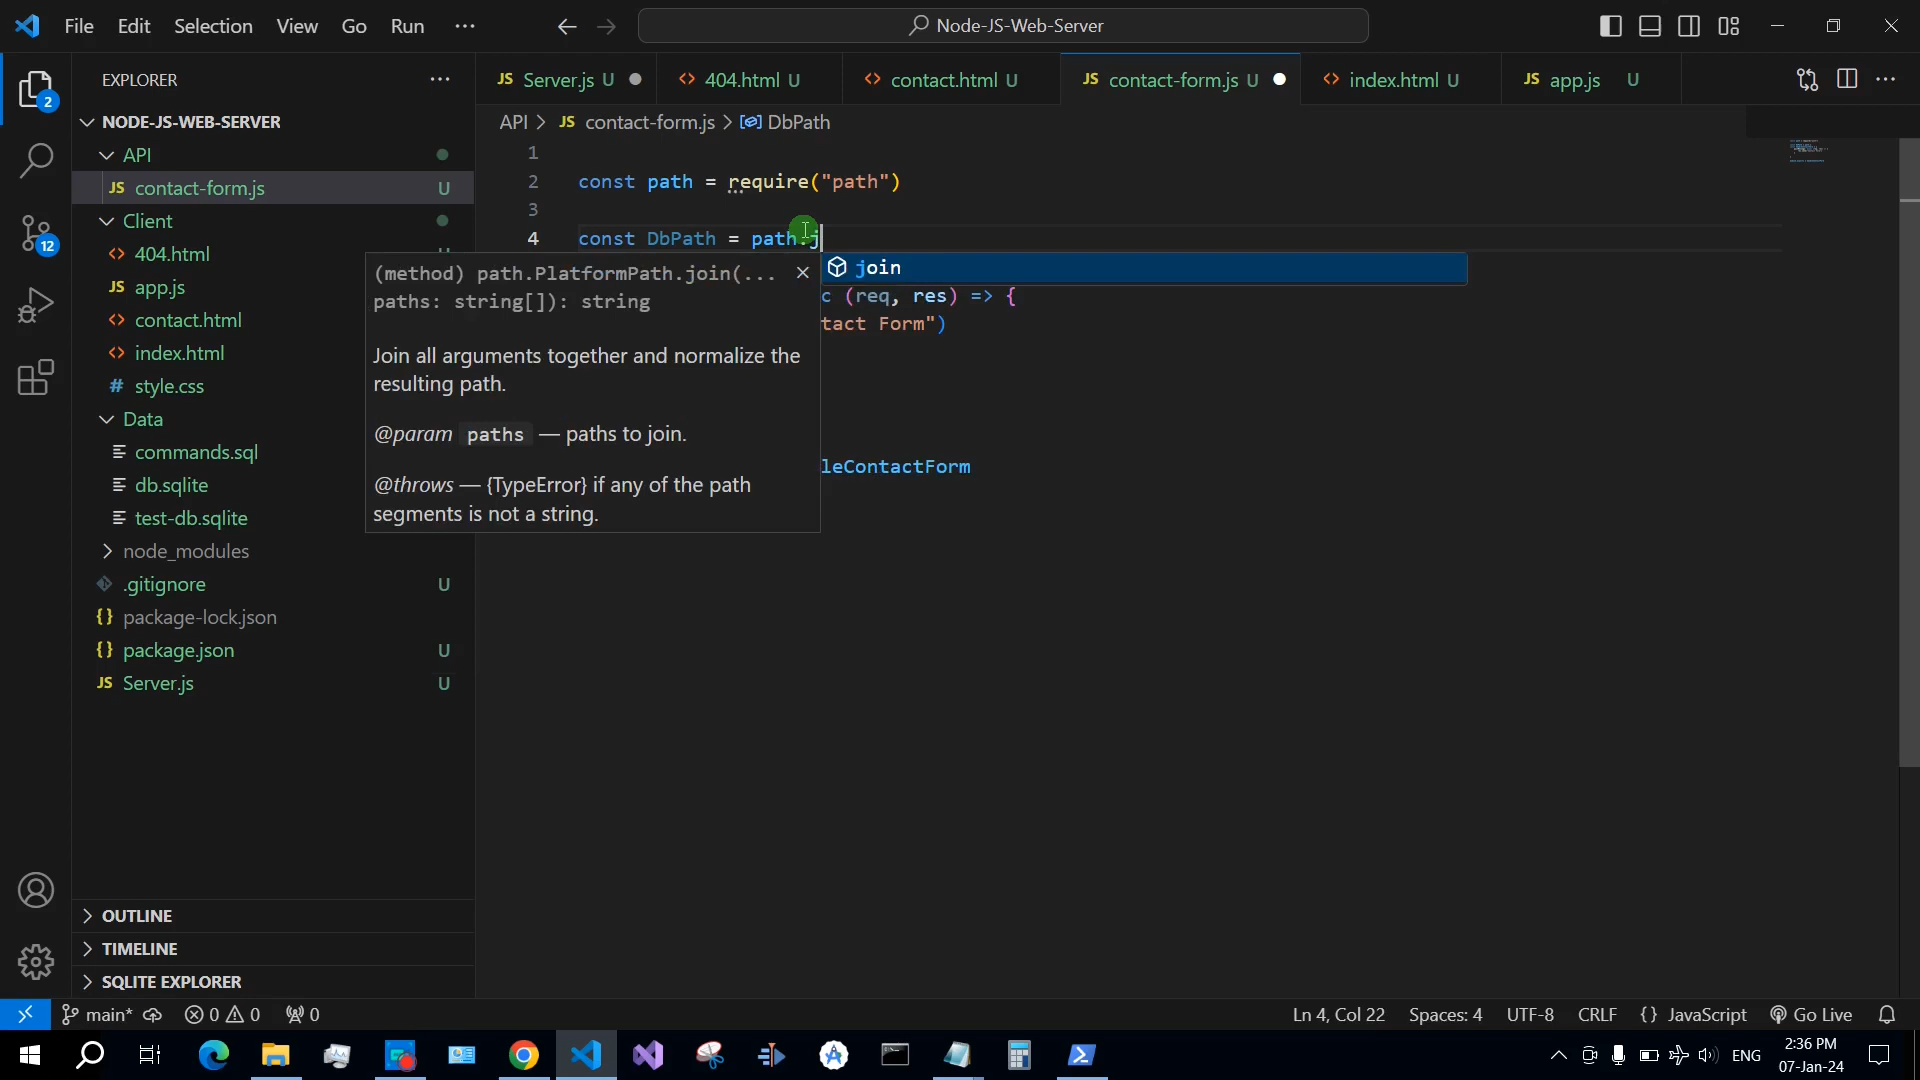 File Edit Selection View Go Run ··· Node-JS-Web-Server
EXPLORER ···
NODE-JS-WEB-SERVER
API
JS contact-form.js U
Client
404.html
JS app.js
contact.html
index.html
# style.css
Data
commands.sql
db.sqlite
test-db.sqlite
node_modules
.gitignore U
{} package-lock.json
{} package.json U
JS Server.js U
OUTLINE
TIMELINE
SQLITE EXPLORER
2
12
JS Server.js U 404.html U contact.html U JS contact-form.js U index.html U JS app.js U ···
API > JS contact-form.js > DbPath
1
2 const path = require("path")
3
4 const DbPath = path.j
join
(method) path.PlatformPath.join(...
paths: string[]): string
Join all arguments together and normalize the
resulting path.
@param paths — paths to join.
@throws — {TypeError} if any of the path
segments is not a string.
c (req, res) => {
tact Form")
leContactForm
main* 0 0 0 Ln 4, Col 22 Spaces: 4 UTF-8 CRLF {} JavaScript Go Live
ENG 2:36 PM
07-Jan-24